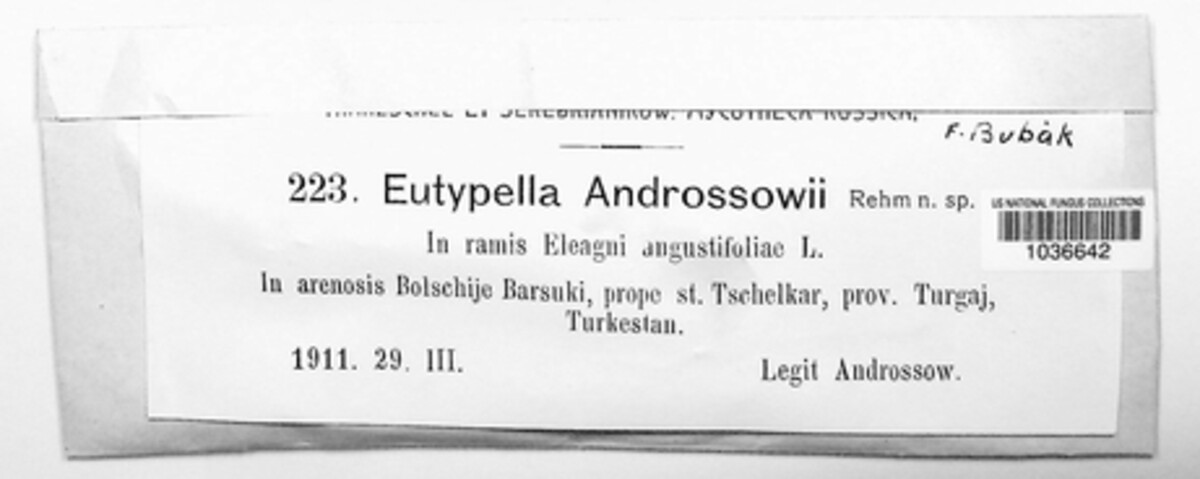 F. Bubák
223. Eutypella Androssowii Rehm n. sp.
US NATIONAL FUNGUS COLLECTIONS
1036642
In ramis Eleagni angustifoliae L.
In arenosis Bolschije Barsuki, prope st. Tschelkar, prov. Turgaj,
Turkestan.
1911. 29. III.
Legit Androssow.